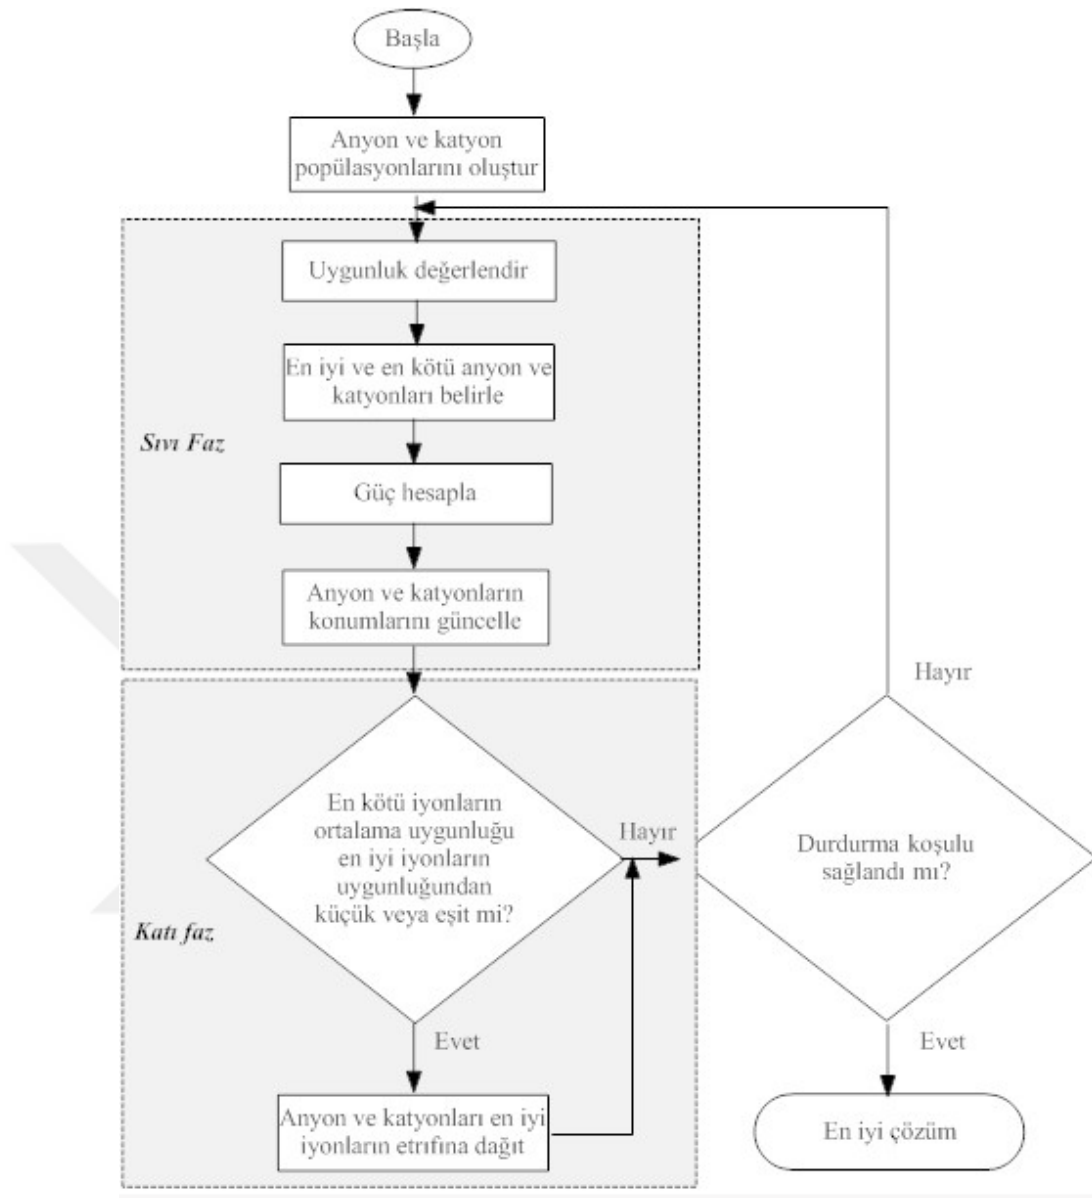 Başla
Anyon ve katyon
popülasyonlarını oluştur
Uygunluk değerlendir
En iyi ve en kötü anyon ve
katyonları belirle
Sıvı Faz
Güç hesapla
Anyon ve katyonların
konumlarını güncelle
Hayır
En kötü iyonların
ortalama uygunluğu
en iyi iyonların
uygunluğundan
küçük veya eşit mi?
Hayır
Durdurma koşulu
sağlandı mı?
Katı faz
Evet
Evet
Anyon ve katyonları en iyi
iyonların etrıfına dağıt
En iyi çözüm